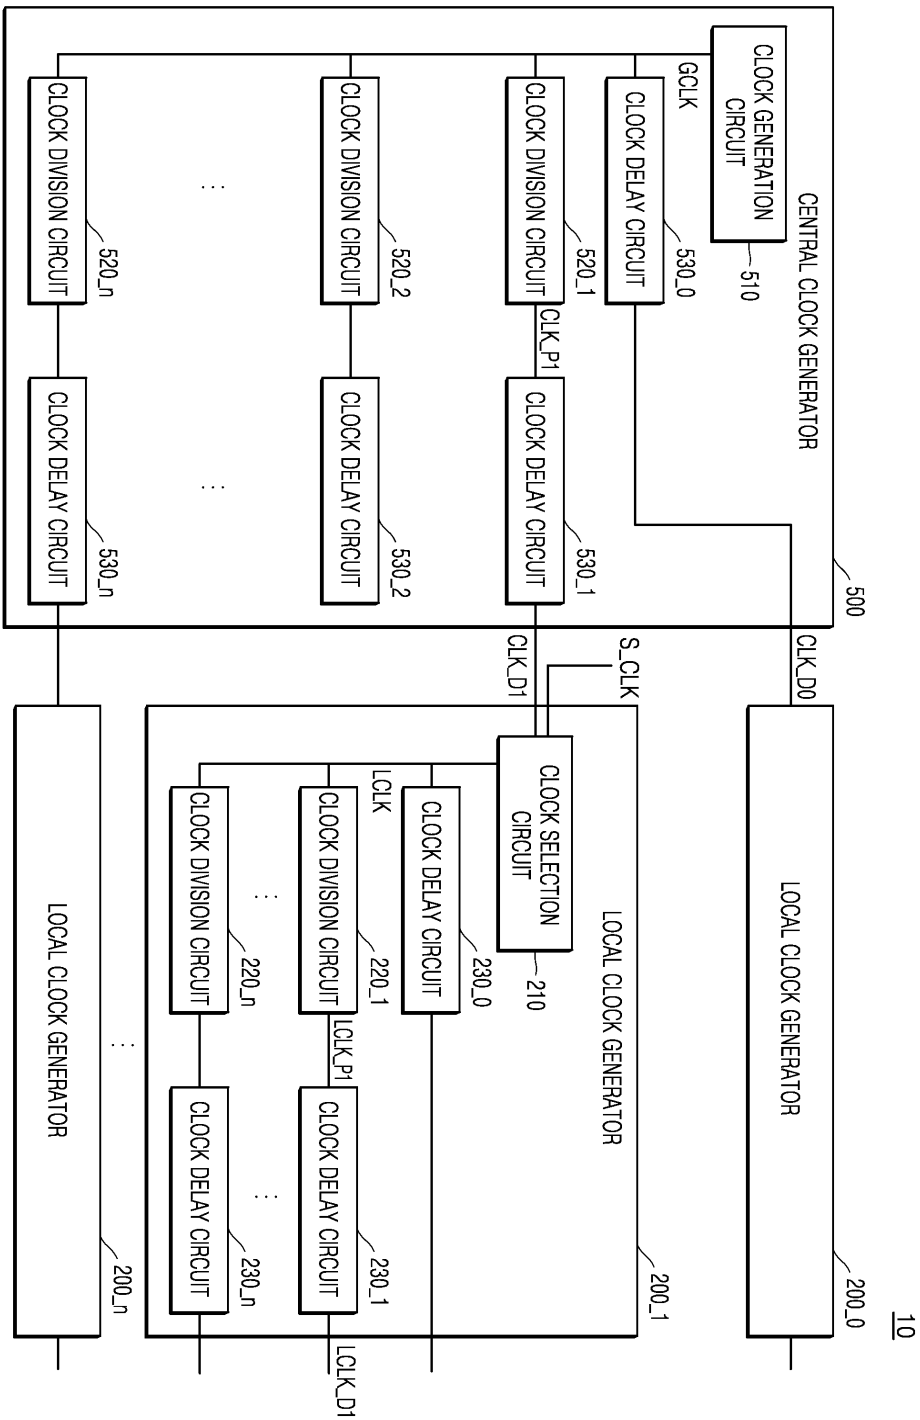 10
CENTRAL CLOCK GENERATOR
500
CLOCK GENERATION
CIRCUIT
510
GCLK
CLOCK DELAY CIRCUIT
530_0
CLOCK DIVISION CIRCUIT
520_1
CLK_P1
CLOCK DELAY CIRCUIT
530_1
CLOCK DIVISION CIRCUIT
520_2
CLOCK DELAY CIRCUIT
530_2
...
...
CLOCK DIVISION CIRCUIT
520_n
CLOCK DELAY CIRCUIT
530_n
CLK_D0
LOCAL CLOCK GENERATOR
200_0
S_CLK
CLK_D1
LOCAL CLOCK GENERATOR
200_1
CLOCK SELECTION
CIRCUIT
210
LCLK
CLOCK DELAY CIRCUIT
230_0
CLOCK DIVISION CIRCUIT
220_1
LCLK_P1
CLOCK DELAY CIRCUIT
230_1
LCLK_D1
...
...
CLOCK DIVISION CIRCUIT
220_n
CLOCK DELAY CIRCUIT
230_n
...
LOCAL CLOCK GENERATOR
200_n